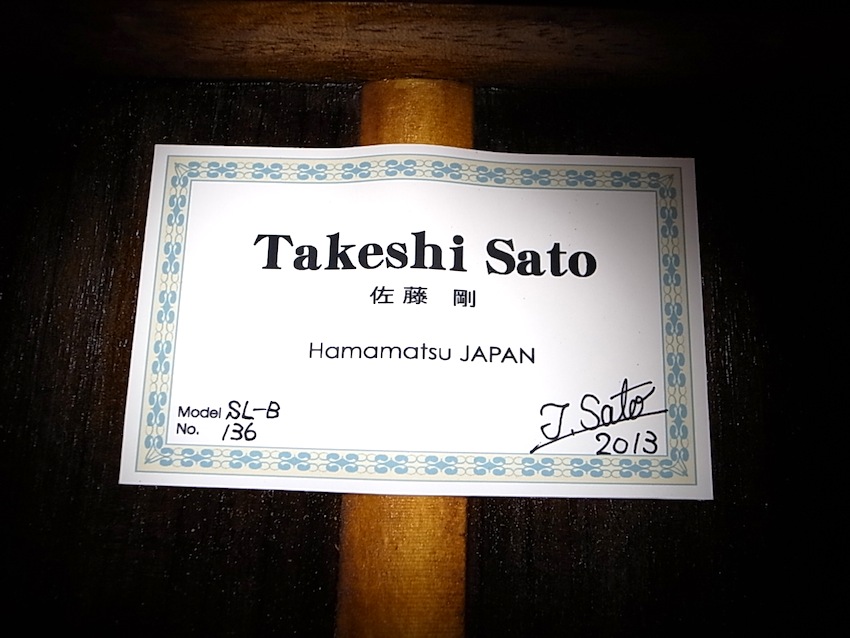 Takeshi Sato
佐藤 剛
Hamamatsu JAPAN
Model SL-B
No. 136
J. Sato
2013